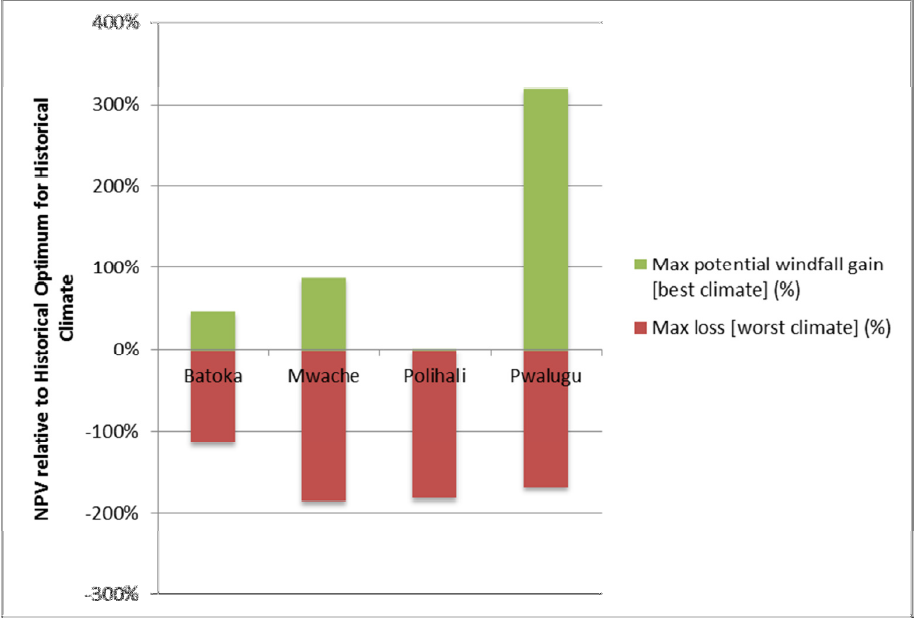 400%
300%
200%
100%
0%
-100%
-200%
-300%
NPV relative to Historical Optimum for Historical
Climate
Batoka
Mwache
Polihali
Pwalugu
Max potential windfall gain
[best climate] (%)
Max loss [worst climate] (%)